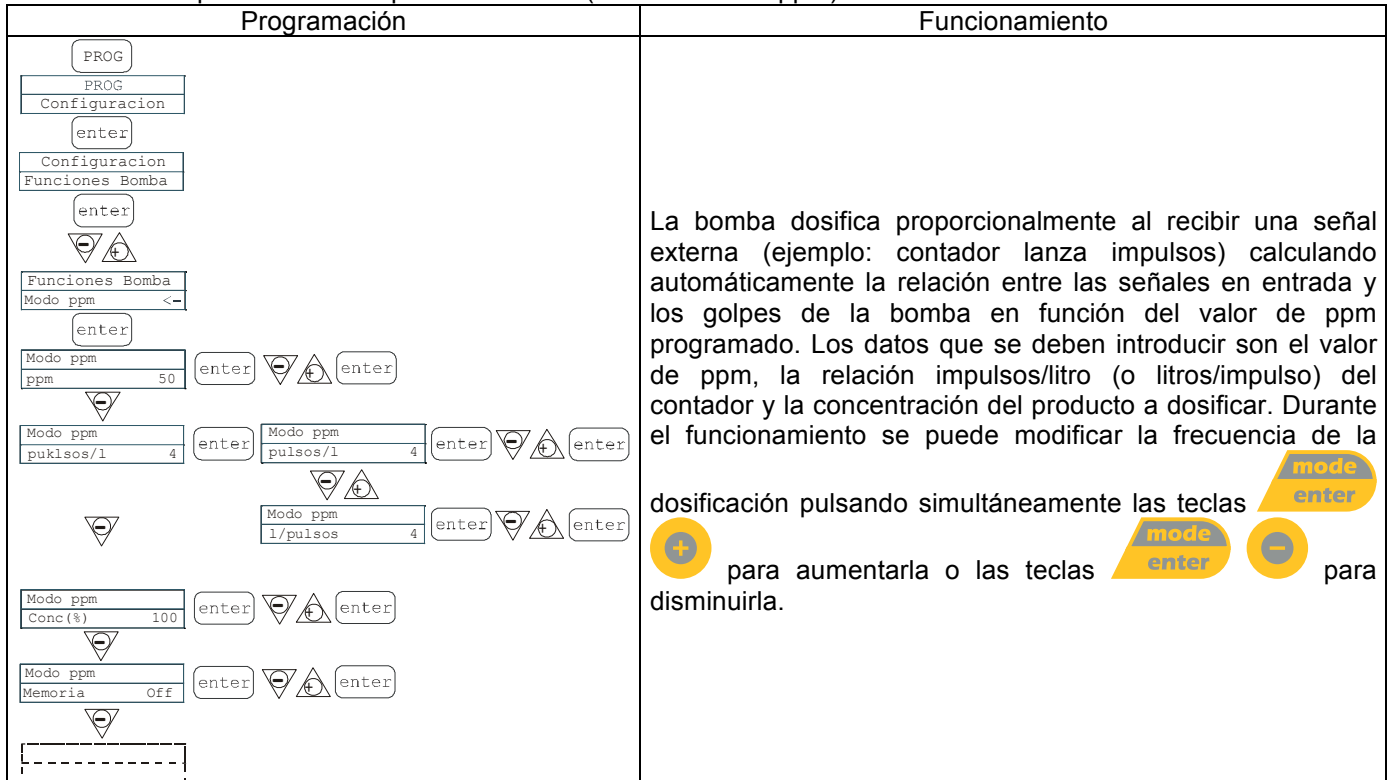 Programación
Funcionamiento
PROG
PROG
Configuracion
enter
Configuracion
Funciones Bomba
enter
Funciones Bomba
Modo ppm <-
enter
Modo ppm
ppm 50
enter
enter
Modo ppm
puklsos/l 4
enter
Modo ppm
pulsos/l 4
enter
enter
Modo ppm
l/pulsos 4
enter
enter
Modo ppm
Conc(%) 100
enter
enter
Modo ppm
Memoria Off
enter
enter
La bomba dosifica proporcionalmente al recibir una señal
externa (ejemplo: contador lanza impulsos) calculando
automáticamente la relación entre las señales en entrada y
los golpes de la bomba en función del valor de ppm
programado. Los datos que se deben introducir son el valor
de ppm, la relación impulsos/litro (o litros/impulso) del
contador y la concentración del producto a dosificar. Durante
el funcionamiento se puede modificar la frecuencia de la
dosificación pulsando simultáneamente las teclas mode enter
+ para aumentarla o las teclas mode enter - para
disminuirla.